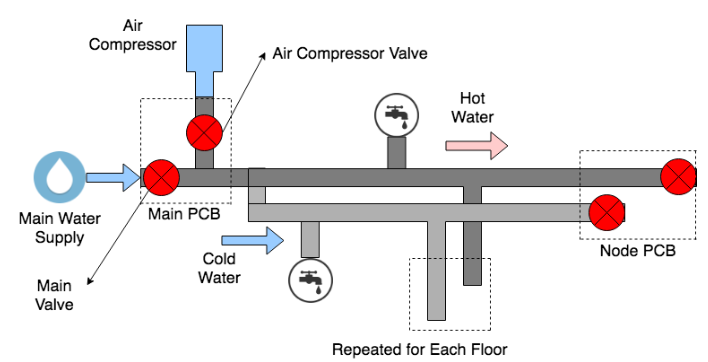 Air
Compressor
Air Compressor Valve
Hot
Water
Main Water
Supply
Main PCB
Cold
Water
Node PCB
Main
Valve
Repeated for Each Floor